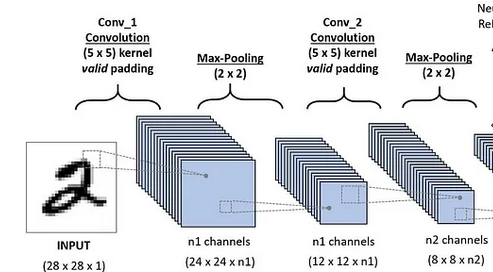 Conv_1
Convolution
(5 x 5) kernel
valid padding
Max-Pooling
(2 x 2)
Conv_2
Convolution
(5 x 5) kernel
valid padding
Max-Pooling
(2 x 2)
INPUT
(28 x 28 x 1)
n1 channels
(24 x 24 x n1)
n1 channels
(12 x 12 x n1)
n2 channels
(8 x 8 x n2)
2